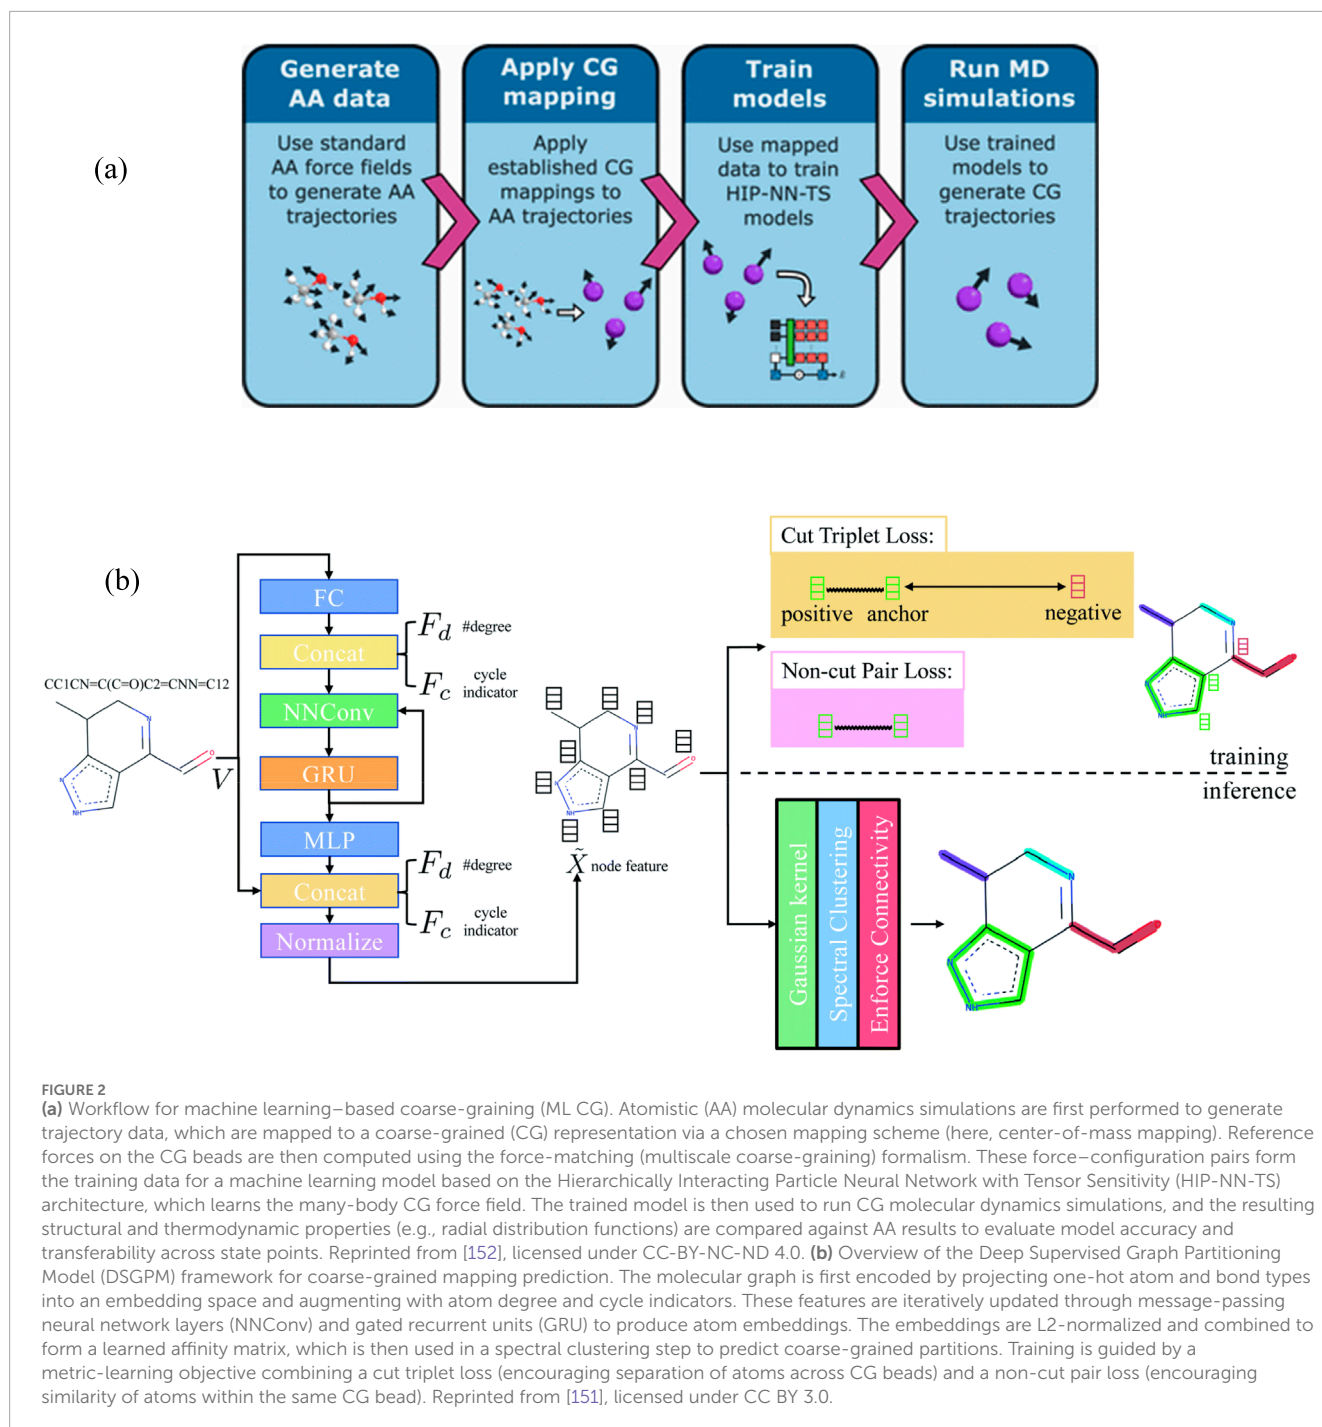 (a)
Generate
AA data
Use standard
AA force fields
to generate AA
trajectories
Apply CG
mapping
Apply
established CG
mappings to
AA trajectories
Train
models
Use mapped
data to train
HIP-NN-TS
models
Run MD
simulations
Use trained
models to
generate CG
trajectories
(b)
CC1CN=C(C=O)C2=CNN=C12
N
O
N
NH
V
FC
Concat
F_d #degree
F_c cycle
indicator
NNConv
GRU
MLP
Concat
F_d #degree
F_c cycle
indicator
Normalize
N
O
N
NH
X̃ node feature
Cut Triplet Loss:
positive anchor negative
Non-cut Pair Loss:
N
N
NH
training
inference
Gaussian kernel
Spectral Clustering
Enforce Connectivity
N
N
NH
FIGURE 2
(a) Workflow for machine learning–based coarse-graining (ML CG). Atomistic (AA) molecular dynamics simulations are first performed to generate
trajectory data, which are mapped to a coarse-grained (CG) representation via a chosen mapping scheme (here, center-of-mass mapping). Reference
forces on the CG beads are then computed using the force-matching (multiscale coarse-graining) formalism. These force–configuration pairs form
the training data for a machine learning model based on the Hierarchically Interacting Particle Neural Network with Tensor Sensitivity (HIP-NN-TS)
architecture, which learns the many-body CG force field. The trained model is then used to run CG molecular dynamics simulations, and the resulting
structural and thermodynamic properties (e.g., radial distribution functions) are compared against AA results to evaluate model accuracy and
transferability across state points. Reprinted from [152], licensed under CC-BY-NC-ND 4.0. (b) Overview of the Deep Supervised Graph Partitioning
Model (DSGPM) framework for coarse-grained mapping prediction. The molecular graph is first encoded by projecting one-hot atom and bond types
into an embedding space and augmenting with atom degree and cycle indicators. These features are iteratively updated through message-passing
neural network layers (NNConv) and gated recurrent units (GRU) to produce atom embeddings. The embeddings are L2-normalized and combined to
form a learned affinity matrix, which is then used in a spectral clustering step to predict coarse-grained partitions. Training is guided by a
metric-learning objective combining a cut triplet loss (encouraging separation of atoms across CG beads) and a non-cut pair loss (encouraging
similarity of atoms within the same CG bead). Reprinted from [151], licensed under CC BY 3.0.